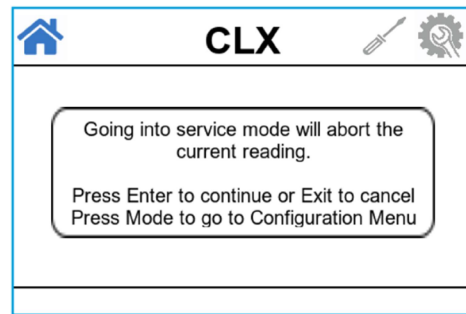 CLX
Going into service mode will abort the
current reading.
Press Enter to continue or Exit to cancel
Press Mode to go to Configuration Menu